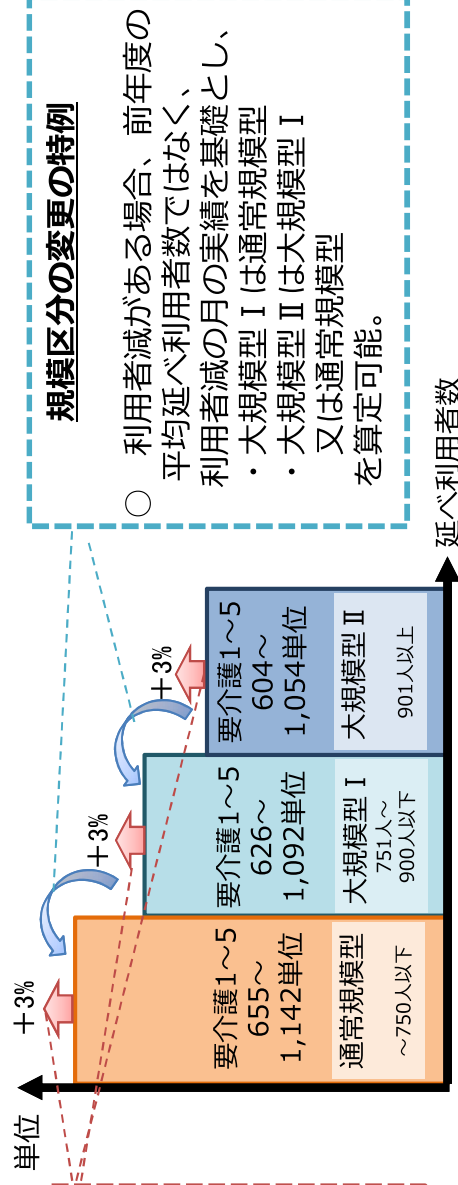 単位
＋3%
＋3%
＋3%
要介護1～5
655～
1,142単位
通常規模型
～750人以下
要介護1～5
626～
1,092単位
大規模型Ⅰ
751人～
900人以下
要介護1～5
604～
1,054単位
大規模型Ⅱ
901人以上
延べ利用者数
規模区分の変更の特例
○ 利用者減がある場合、前年度の
平均延べ利用者数ではなく、
利用者減の月の実績を基礎とし、
・大規模型Ⅰは通常規模型
・大規模型Ⅱは大規模型Ⅰ
又は通常規模型
を算定可能。